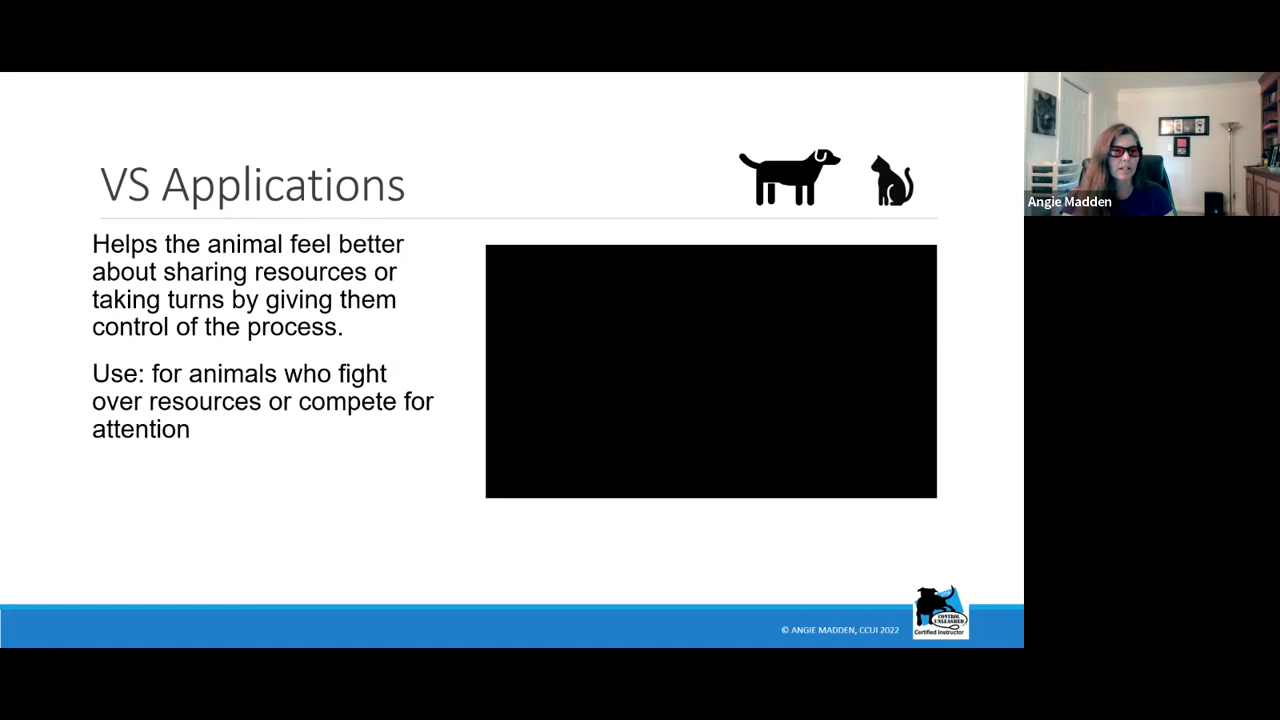 VS Applications
Helps the animal feel better
about sharing resources or
taking turns by giving them
control of the process.
Use: for animals who fight
over resources or compete for
attention
Angie Madden
© ANGIE MADDEN, CCUI 2022
CONTROL
UNLEASHED
Certified Instructor